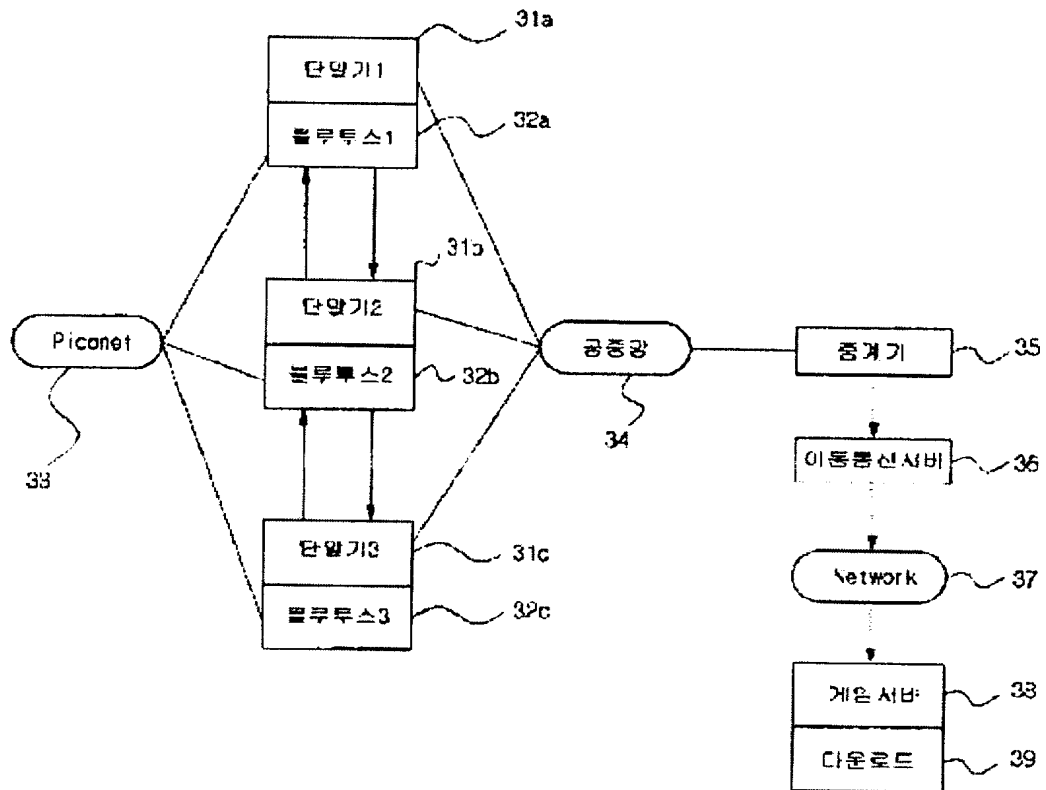 31a
단말기1
블루투스1
32a
31b
단말기2
블루투스2
32b
Piconet
33
공중망
34
중계기
35
이동통신서버
36
Network
37
단말기3
31c
블루투스3
32c
게임서버
38
다운로드
39